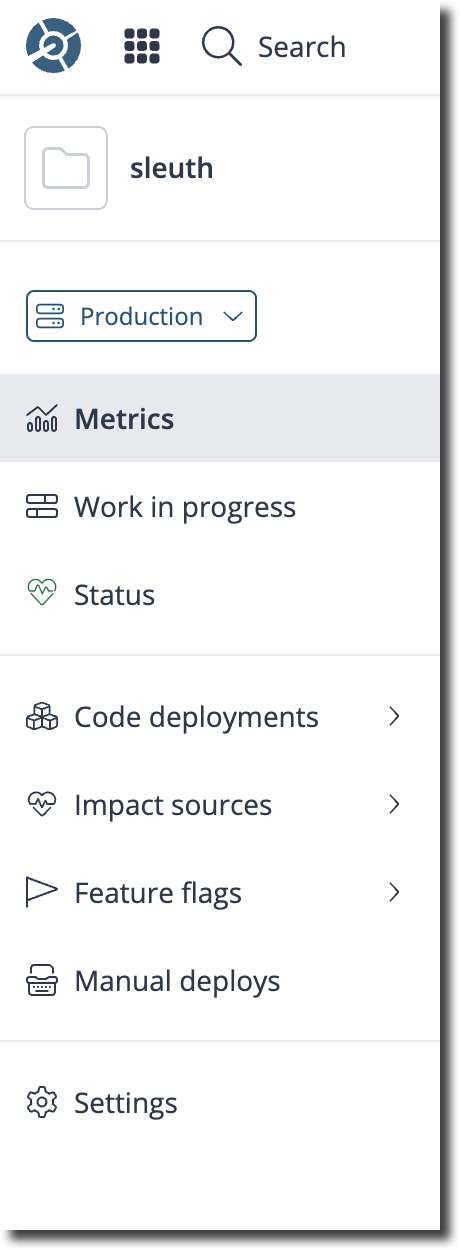 Search
sleuth
Production
Metrics
Work in progress
Status
Code deployments
Impact sources
Feature flags
Manual deploys
Settings